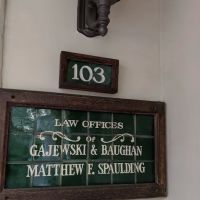 103
LAW OFFICES
OF
GAJEWSKI & BAUGHAN
MATTHEW F. SPAULDING